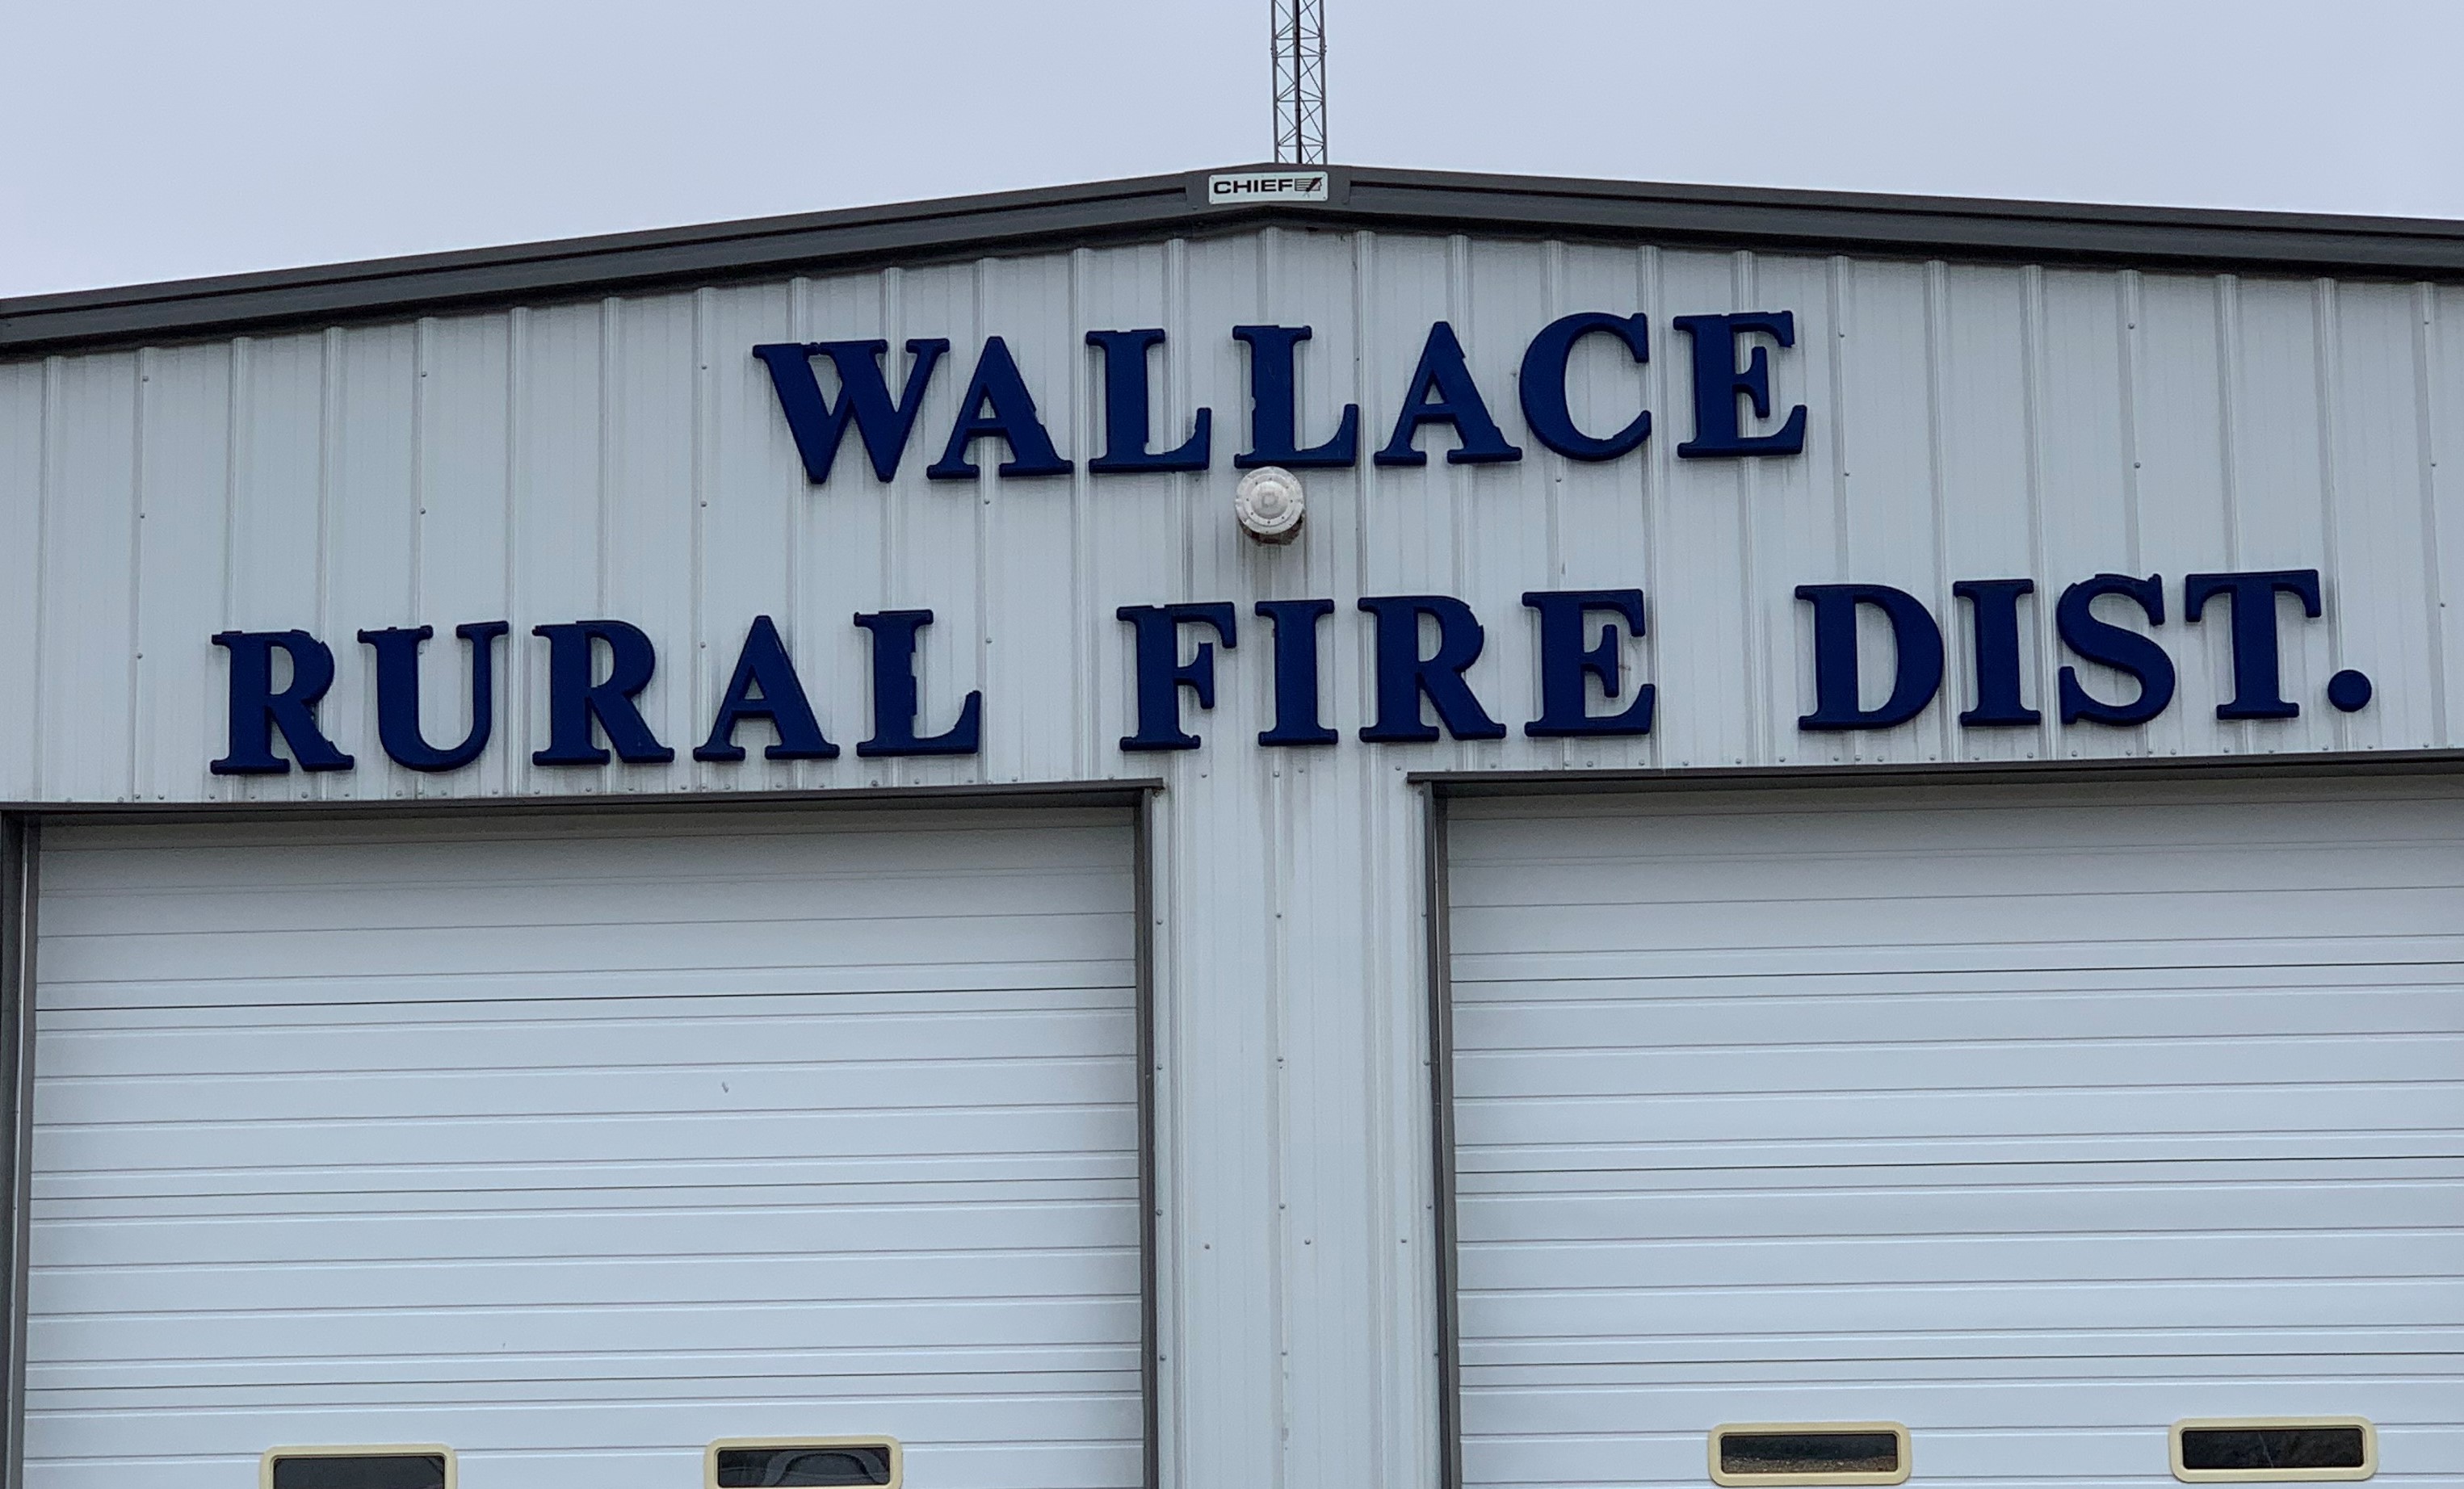 CHIEF
WALLACE
RURAL FIRE DIST.